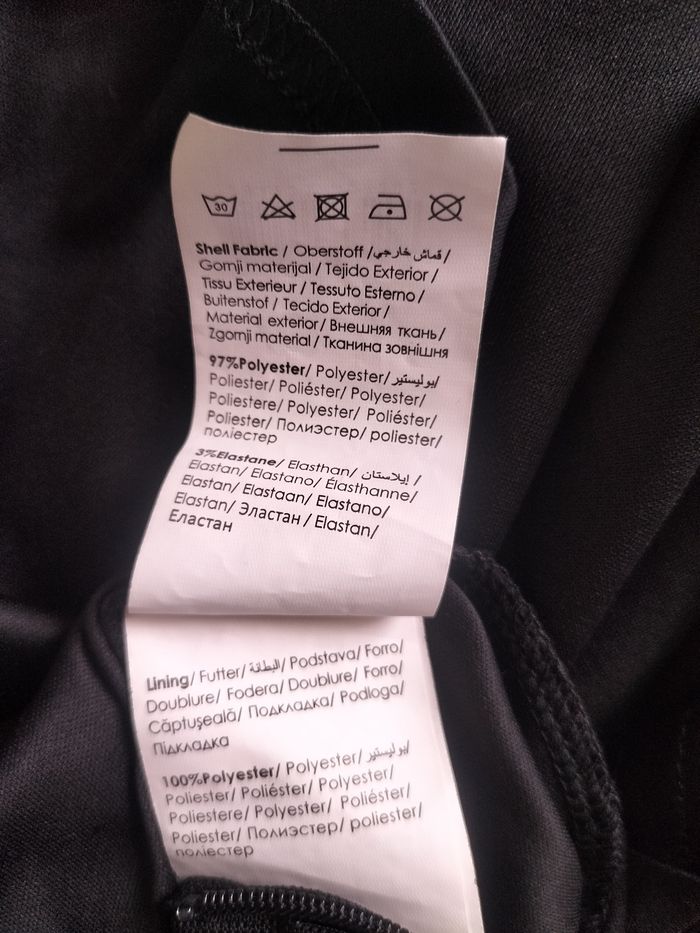 30
Shell Fabric / Oberstoff / قماش خارجي /
Gornji materijal / Tejido Exterior /
Tissu Exterieur / Tessuto Esterno /
Buitenstof / Tecido Exterior /
Material exterior / Внешняя ткань /
Zgornji material / Тканина зовнішня
97%Polyester/ Polyester/ بوليستير/
Poliester/ Poliéster/ Polyester/
Poliestere/ Polyester/ Poliéster/
Poliester/ Полиэстер/ poliester/
поліестер
3%Elastane/ Elasthan/ إيلاستان /
Elastan/ Elastano/ Élasthanne/
Elastan/ Elastaan/ Elastano/
Elastan/ Эластан / Elastan/
Еластан
Lining/ Futter/ البطانة/ Podstava/ Forro/
Doublure/ Fodera/ Doublure/ Forro/
Căptușeală/ Подкладка/ Podloga/
Підкладка
100%Polyester/ Polyester/ بوليستير/
Poliester/ Poliéster/ Polyester/
Poliestere/ Polyester/ Poliéster/
Poliester/ Полиэстер/ poliester/
поліестер